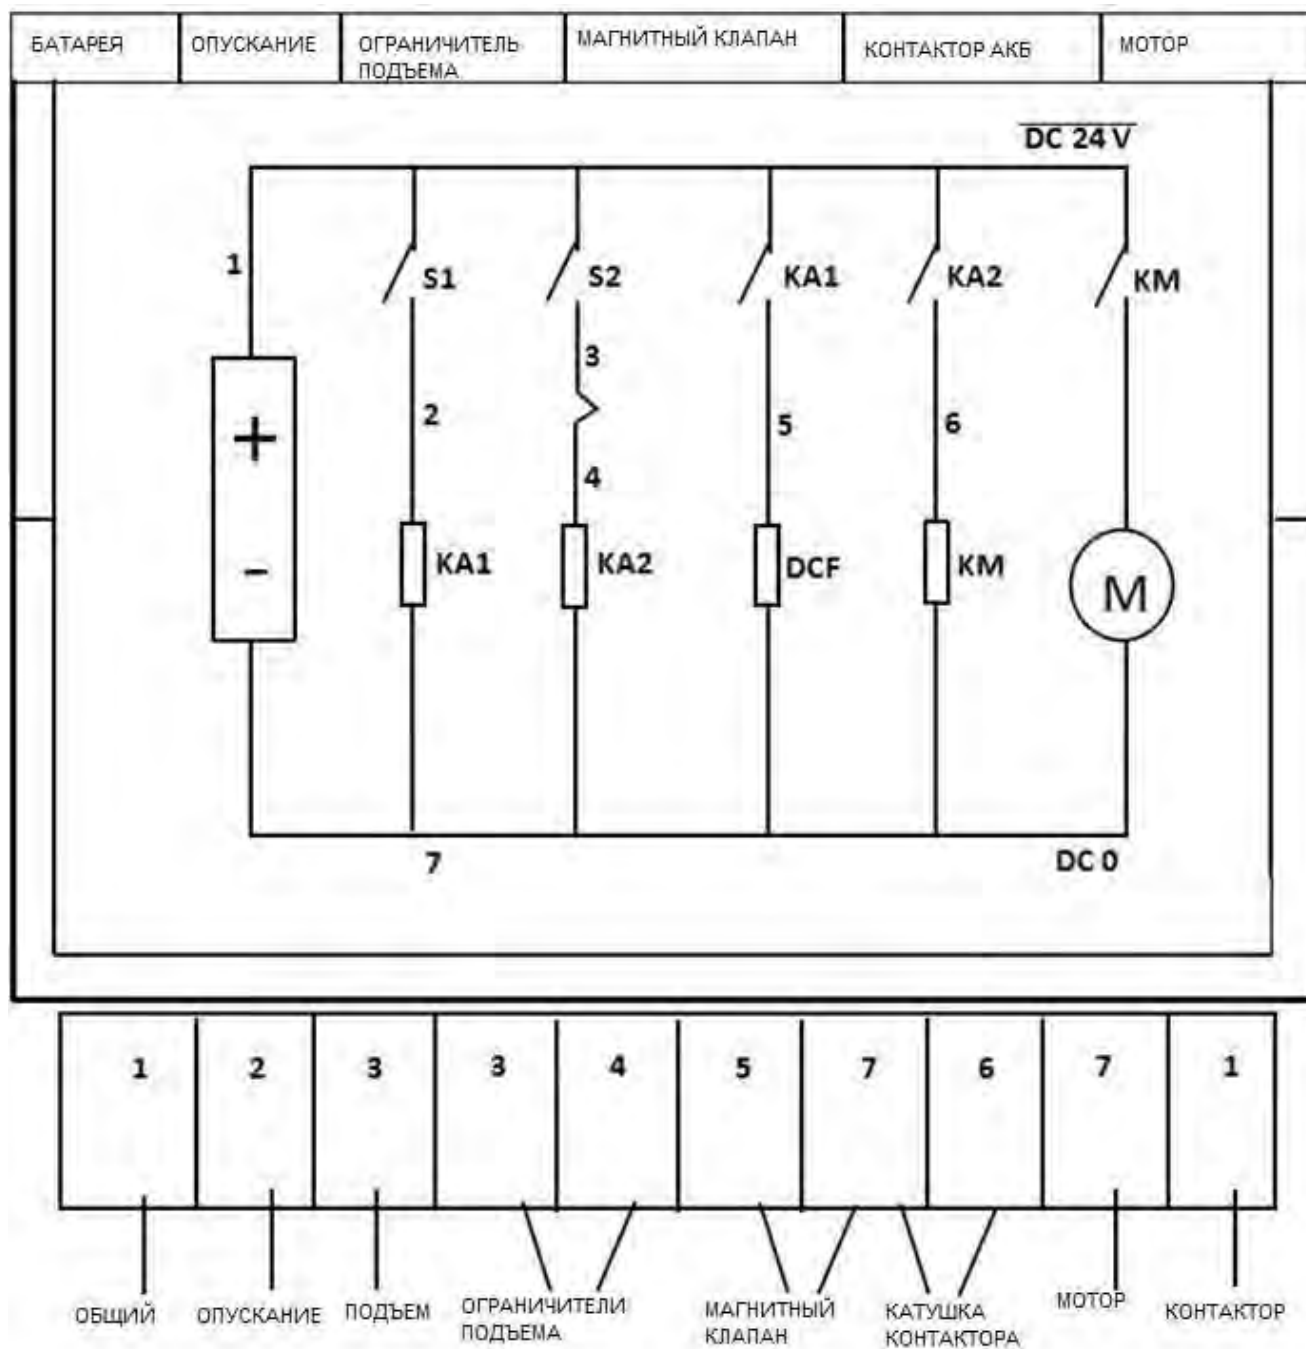 БАТАРЕЯ
ОПУСКАНИЕ
ОГРАНИЧИТЕЛЬ
ПОДЪЕМА
МАГНИТНЫЙ КЛАПАН
КОНТАКТОР АКБ
МОТОР
DC 24 V
1
S1
S2
KA1
KA2
KM
3
2
5
6
+
4
-
KA1
KA2
DCF
KM
M
7
DC 0
1
2
3
3
4
5
7
6
7
1
ОБЩИЙ
ОПУСКАНИЕ
ПОДЪЕМ
ОГРАНИЧИТЕЛИ
ПОДЪЕМА
МАГНИТНЫЙ
КЛАПАН
КАТУШКА
КОНТАКТОРА
МОТОР
КОНТАКТОР